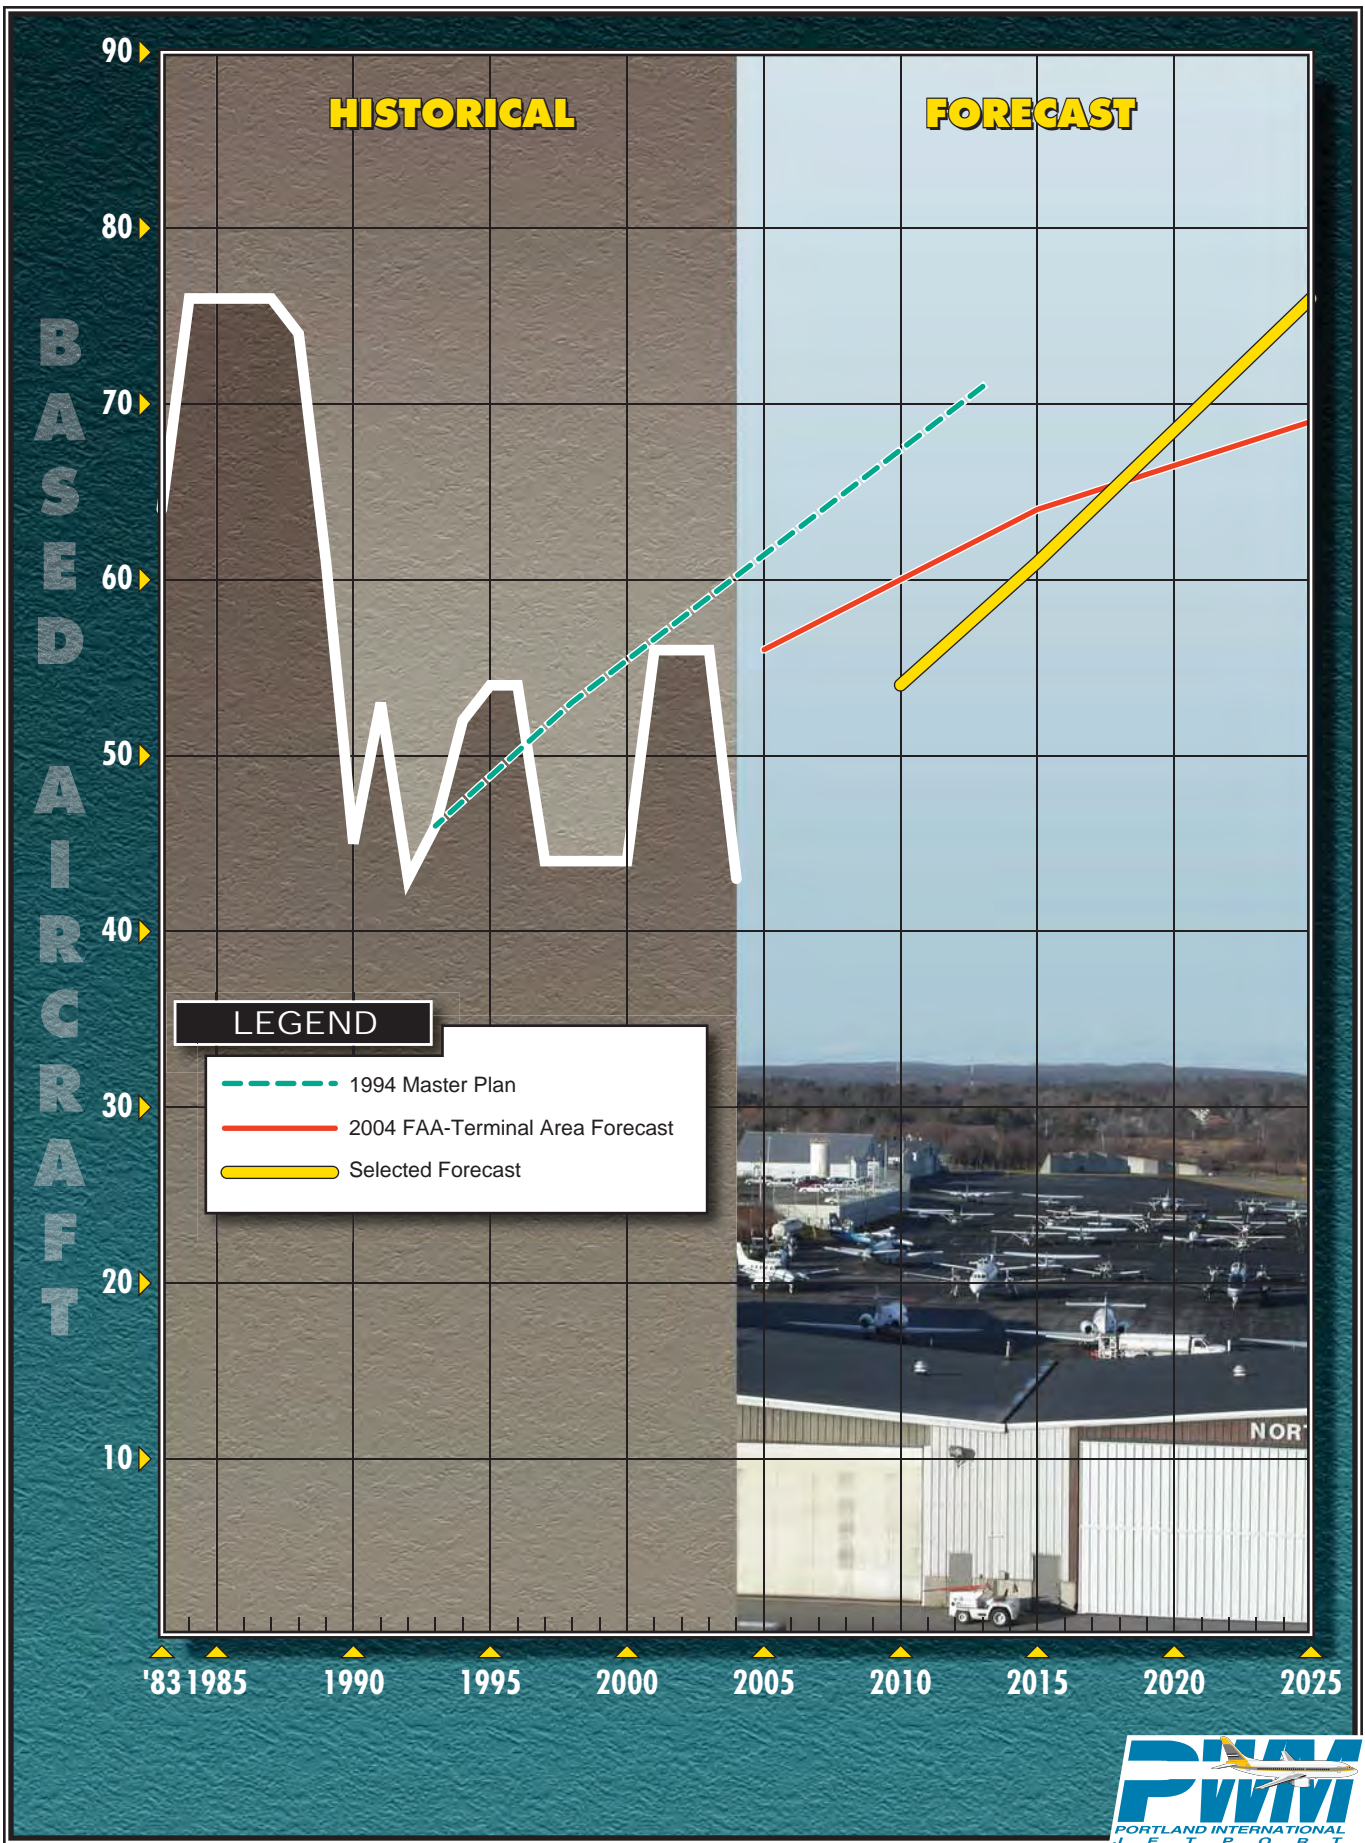 90
HISTORICAL
FORECAST
80
70
60
50
40
30
20
10
BASED AIRCRAFT
LEGEND
1994 Master Plan
2004 FAA-Terminal Area Forecast
Selected Forecast
NOR
'83 1985 1990 1995 2000 2005 2010 2015 2020 2025
PWM
PORTLAND INTERNATIONAL
JETPORT